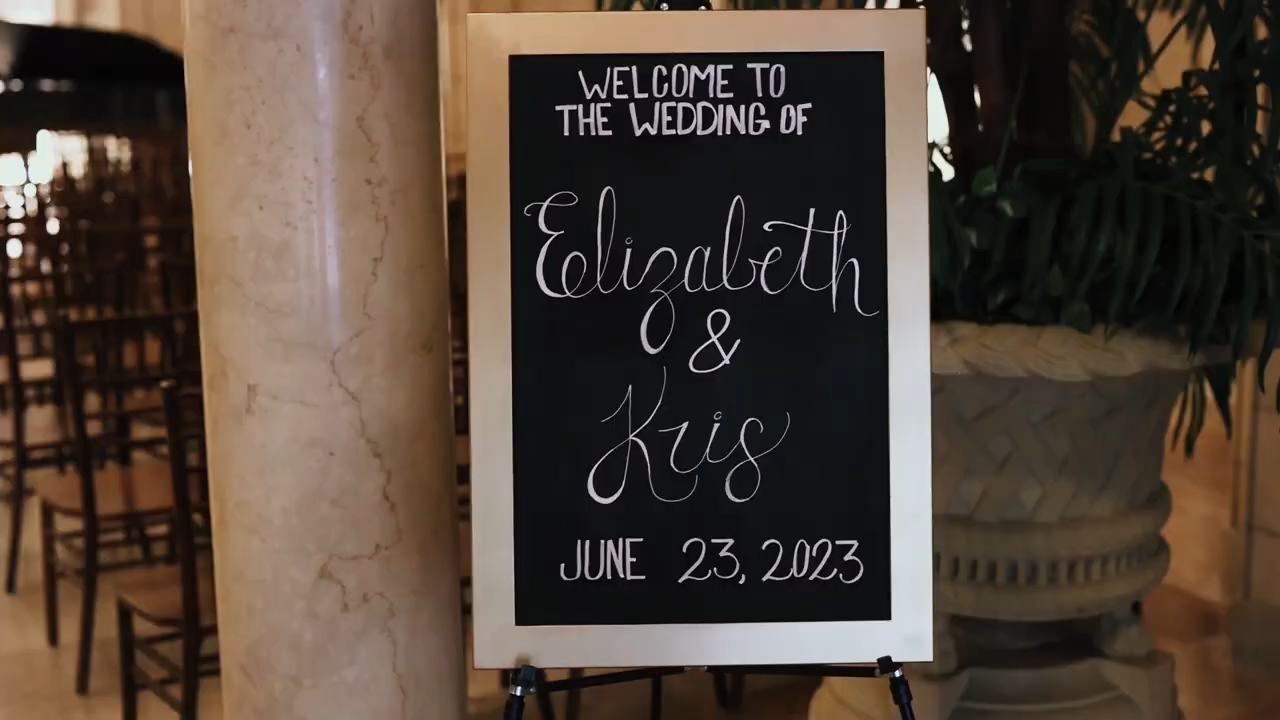 WELCOME TO
THE WEDDING OF
Elizabeth
&
Kris
JUNE 23, 2023